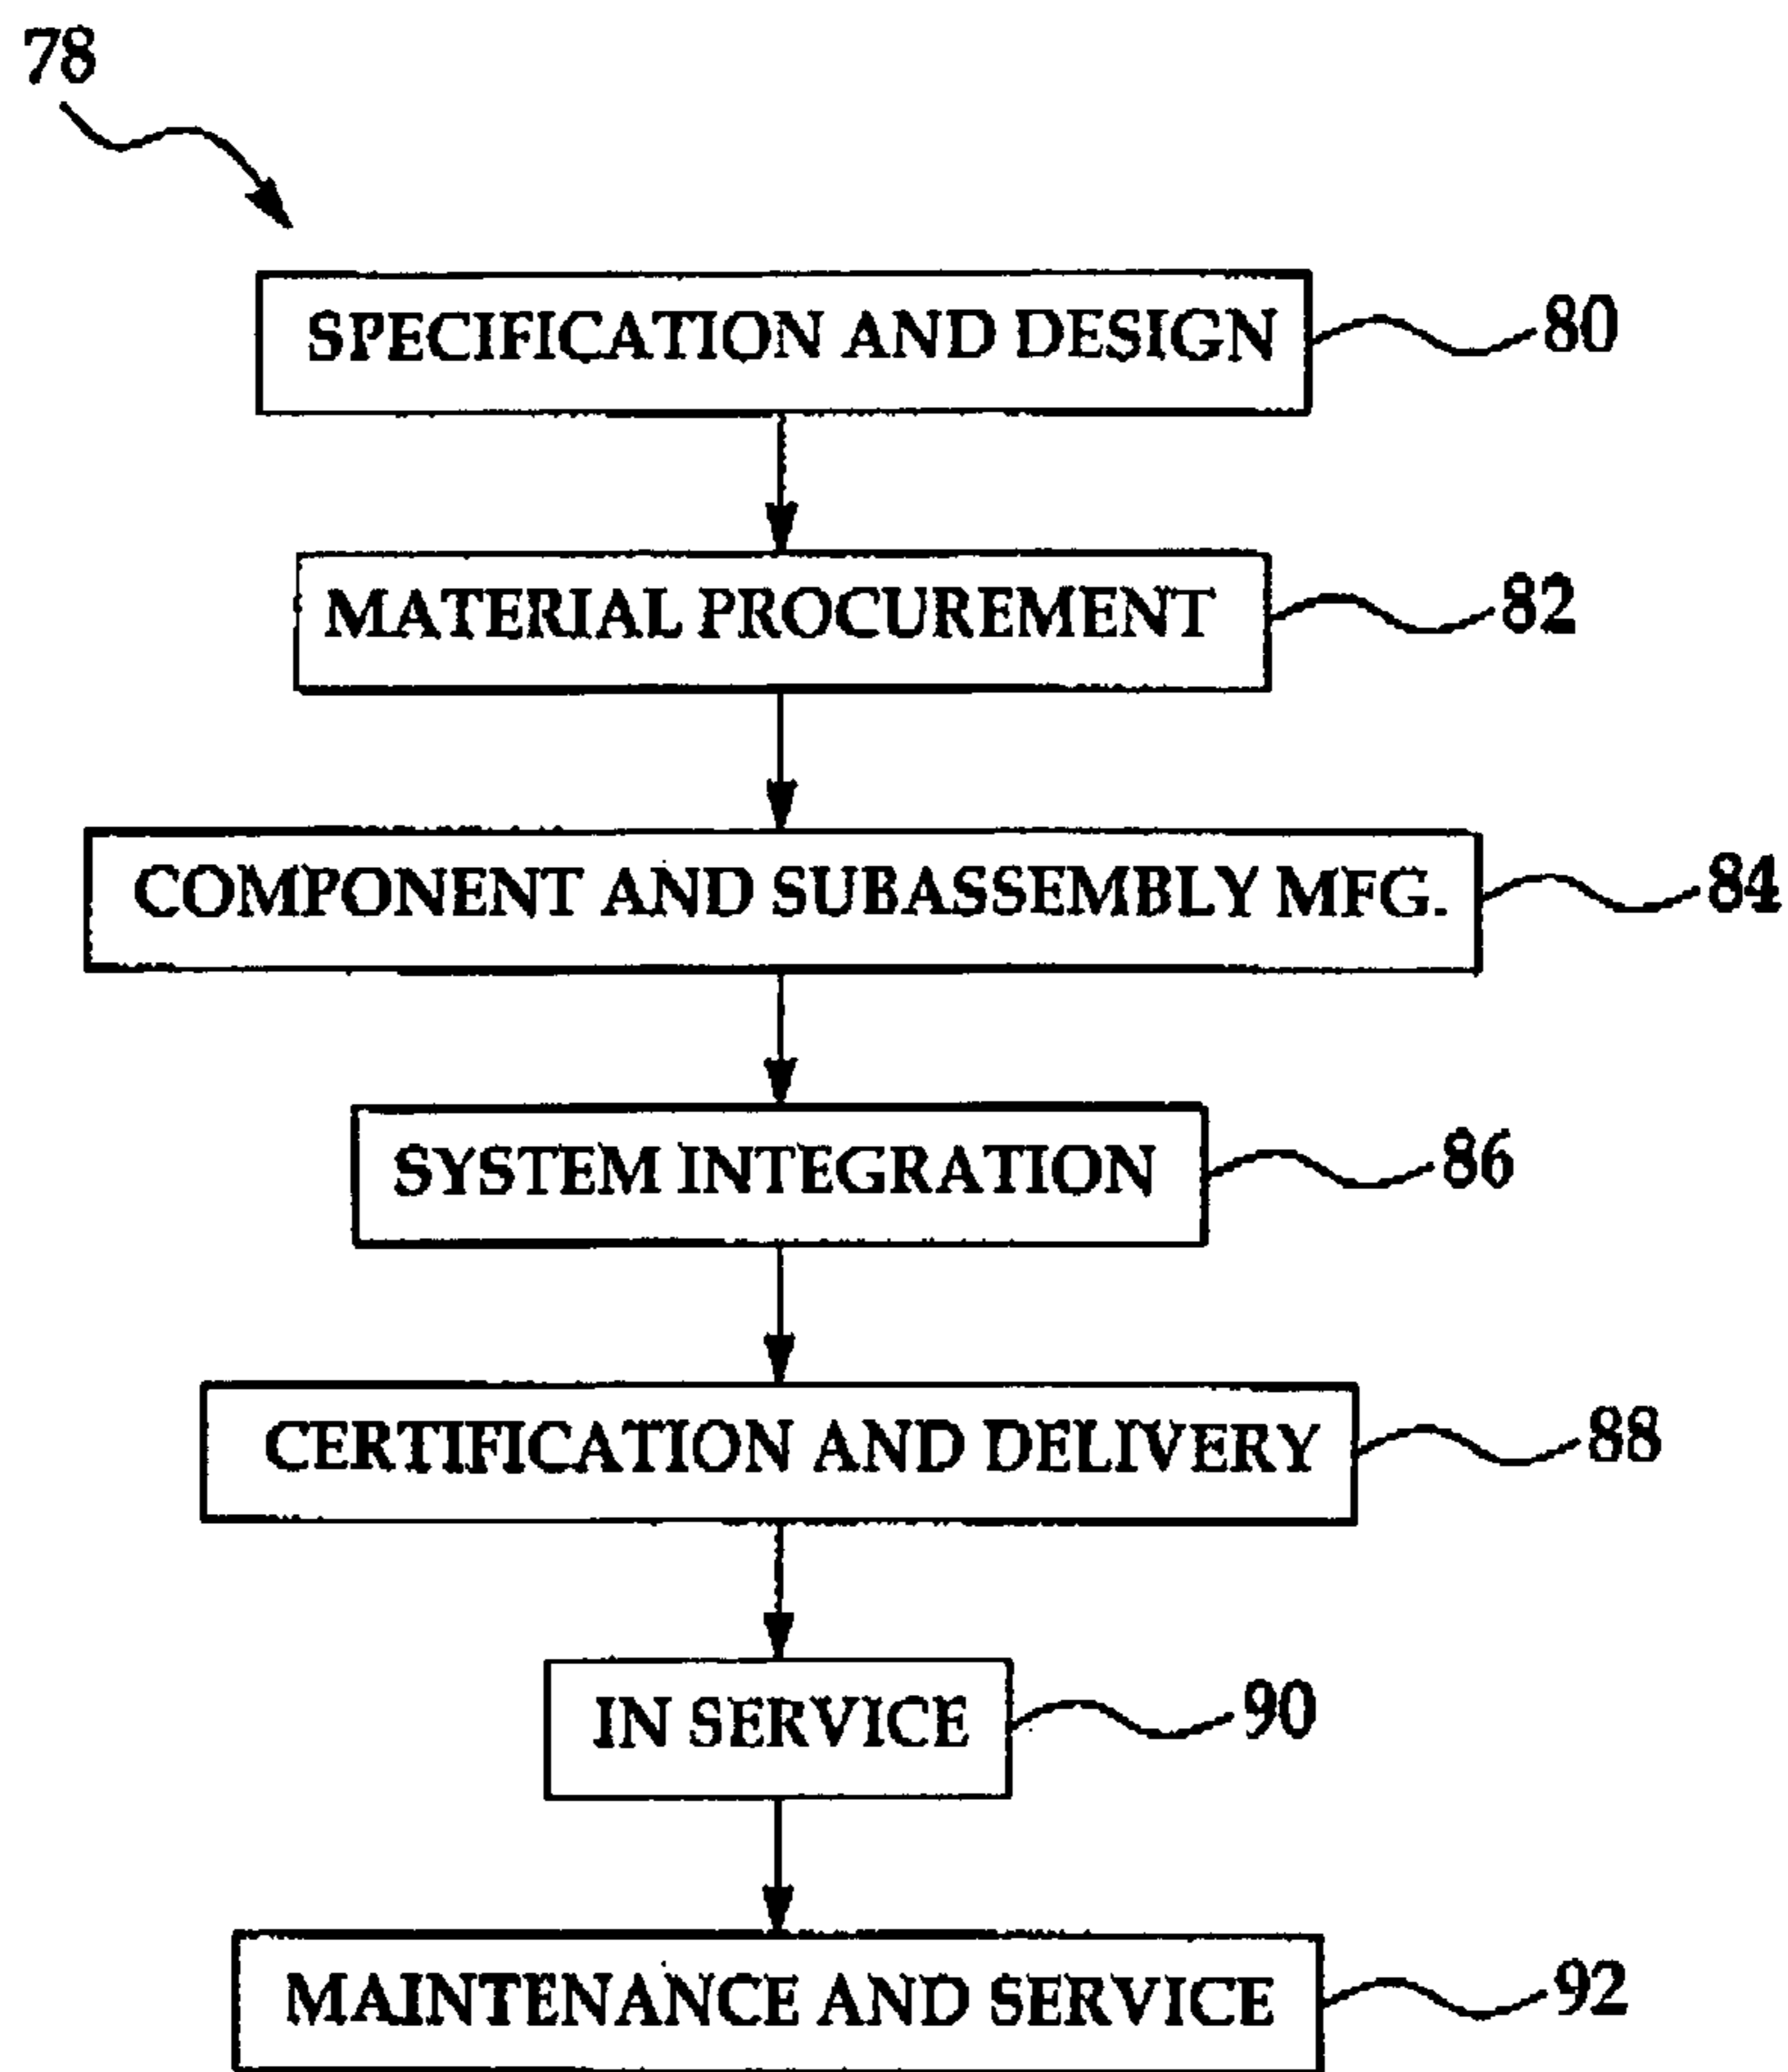 78
SPECIFICATION AND DESIGN 80
MATERIAL PROCUREMENT 82
COMPONENT AND SUBASSEMBLY MFG. 84
SYSTEM INTEGRATION 86
CERTIFICATION AND DELIVERY 88
IN SERVICE 90
MAINTENANCE AND SERVICE 92